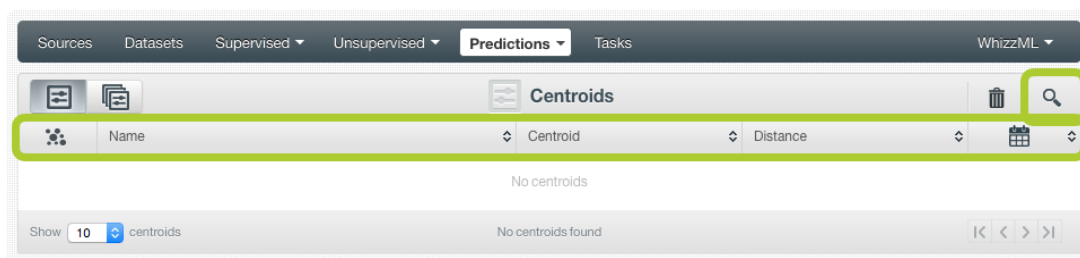 Sources Datasets Supervised Unsupervised Predictions Tasks WhizzML
Centroids
Name Centroid Distance
No centroids
Show 10 centroids No centroids found